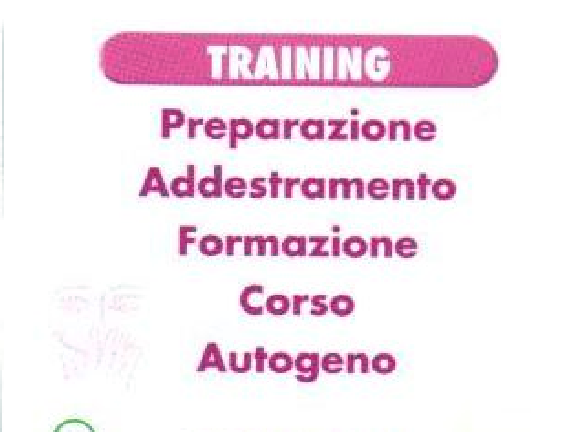 TRAINING
Preparazione
Addestramento
Formazione
Corso
Autogeno